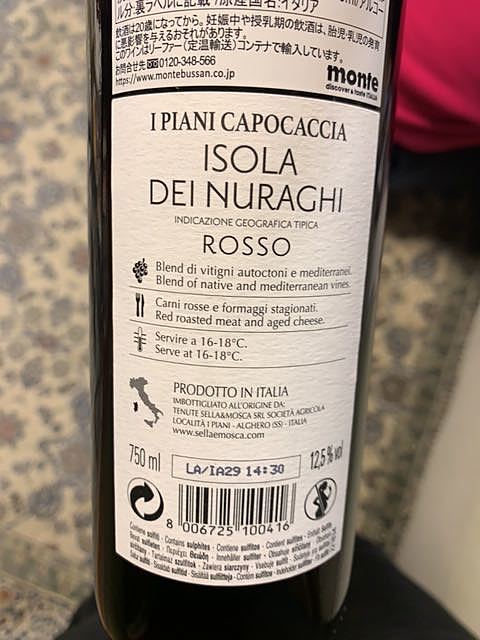 ル分:裏ラベルに記載/原産国名:イタリア
飲酒は20歳になってから。妊娠中や授乳期の飲酒は、胎児・乳児の発育
に悪影響を与えるおそれがあります。
このワインはリーファー(定温輸送)コンテナで輸入しています。
お問合せ先 0120-348-566
https://www.montebussan.co.jp
monte
discover & taste ITALIA
I PIANI CAPOCACCIA
ISOLA
DEI NURAGHI
INDICAZIONE GEOGRAFICA TIPICA
ROSSO
Blend di vitigni autoctoni e mediterranei.
Blend of native and mediterranean vines.
Carni rosse e formaggi stagionati.
Red roasted meat and aged cheese.
Servire a 16-18°C.
Serve at 16-18°C.
PRODOTTO IN ITALIA
IMBOTTIGLIATO ALL'ORIGINE DA:
TENUTE SELLA&MOSCA SRL SOCIETÀ AGRICOLA
LOCALITÀ I PIANI - ALGHERO (SS) - ITALIA
www.sellaemosca.com
750 ml
LA/IA29 14:30
12,5% vol
8 006725 100416
Contiene solfiti - Contains sulphites - Contiene sulfitos - Contient sulfites - Enthält Sulfite